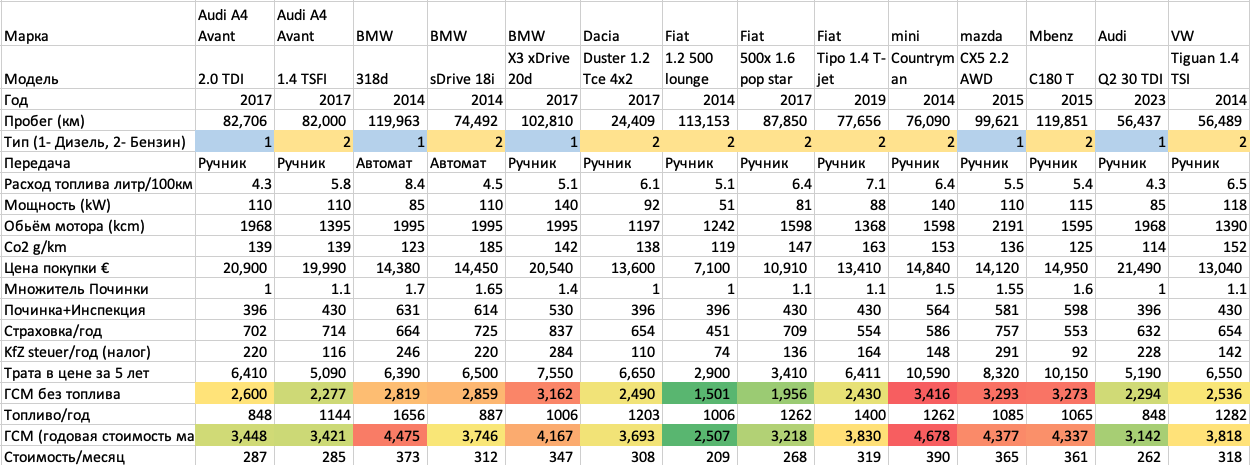 Audi A4 Audi A4
Марка Avant Avant BMW BMW BMW Dacia Fiat Fiat Fiat mini mazda Mbenz Audi VW
X3 xDrive Duster 1.2 1.2 500 500x 1.6 Tipo 1.4 T- Countrym CX5 2.2 Tiguan 1.4
Модель 2.0 TDI 1.4 TSFI 318d sDrive 18i 20d Tce 4x2 lounge pop star jet an AWD C180 T Q2 30 TDI TSI
Год 2017 2017 2014 2014 2017 2017 2014 2017 2019 2014 2015 2015 2023 2014
Пробег (км) 82,706 82,000 119,963 74,492 102,810 24,409 113,153 87,850 77,656 76,090 99,621 119,851 56,437 56,489
Тип (1- Дизель, 2- Бензин) 1 2 1 2 1 2 2 2 2 2 1 2 1 2
Передача Ручник Ручник Автомат Автомат Ручник Ручник Ручник Ручник Ручник Ручник Ручник Ручник Ручник Ручник
Расход топлива литр/100км 4.3 5.8 8.4 4.5 5.1 6.1 5.1 6.4 7.1 6.4 5.5 5.4 4.3 6.5
Мощность (kW) 110 110 85 110 140 92 51 81 88 140 110 115 85 118
Обьём мотора (kcm) 1968 1395 1995 1995 1995 1197 1242 1598 1368 1598 2191 1595 1968 1390
Co2 g/km 139 139 123 185 142 138 119 147 163 153 136 125 114 152
Цена покупки € 20,900 19,990 14,380 14,450 20,540 13,600 7,100 10,910 13,410 14,840 14,120 14,950 21,490 13,040
Множитель Починки 1 1.1 1.7 1.65 1.4 1 1 1.1 1.1 1.5 1.55 1.6 1 1.1
Починка+Инспекция 396 430 631 614 530 396 396 430 430 564 581 598 396 430
Страховка/год 702 714 664 725 837 654 451 709 554 586 757 553 632 654
KfZ steuer/год (налог) 220 116 246 220 284 110 74 136 164 148 291 92 228 142
Трата в цене за 5 лет 6,410 5,090 6,390 6,500 7,550 6,650 2,900 3,410 6,411 10,590 8,320 10,150 5,190 6,550
ГСМ без топлива 2,600 2,277 2,819 2,859 3,162 2,490 1,501 1,956 2,430 3,416 3,293 3,273 2,294 2,536
Топливо/год 848 1144 1656 887 1006 1203 1006 1262 1400 1262 1085 1065 848 1282
ГСМ (годовая стоимость ма 3,448 3,421 4,475 3,746 4,167 3,693 2,507 3,218 3,830 4,678 4,377 4,337 3,142 3,818
Стоимость/месяц 287 285 373 312 347 308 209 268 319 390 365 361 262 318